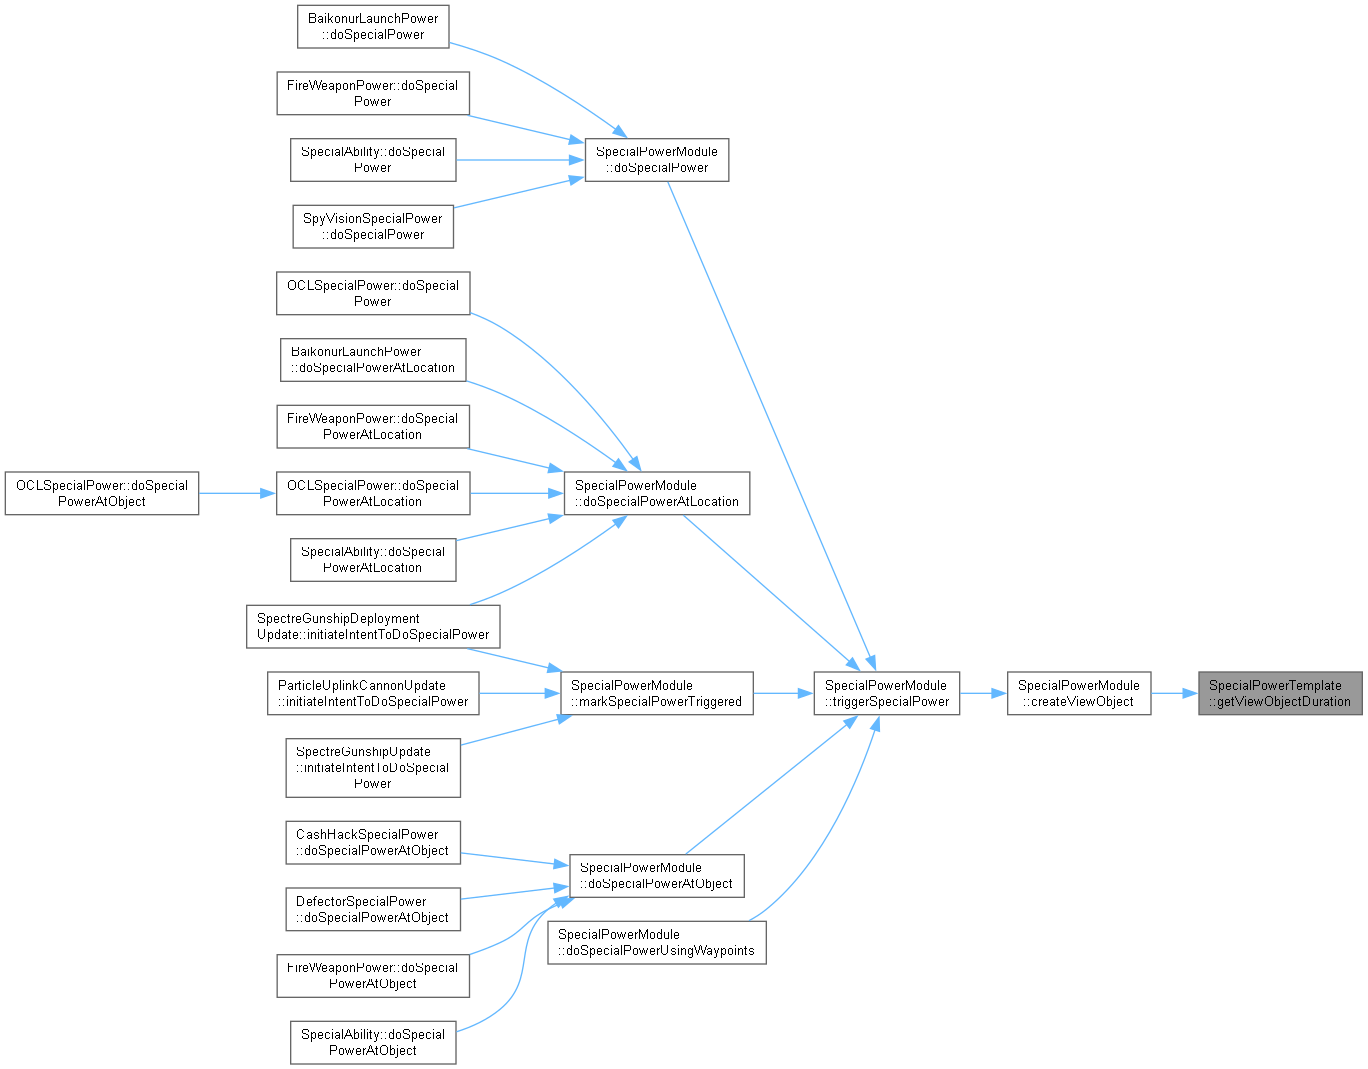 BaikonurLaunchPower
::doSpecialPower
FireWeaponPower::doSpecial
Power
SpecialAbility::doSpecial
Power
SpyVisionSpecialPower
::doSpecialPower
SpecialPowerModule
::doSpecialPower
OCLSpecialPower::doSpecial
Power
BaikonurLaunchPower
::doSpecialPowerAtLocation
FireWeaponPower::doSpecial
PowerAtLocation
OCLSpecialPower::doSpecial
PowerAtObject
OCLSpecialPower::doSpecial
PowerAtLocation
SpecialPowerModule
::doSpecialPowerAtLocation
SpecialAbility::doSpecial
PowerAtLocation
SpectreGunshipDeployment
Update::initiateIntentToDoSpecialPower
ParticleUplinkCannonUpdate
::initiateIntentToDoSpecialPower
SpecialPowerModule
::markSpecialPowerTriggered
SpecialPowerModule
::triggerSpecialPower
SpecialPowerModule
::createViewObject
SpecialPowerTemplate
::getViewObjectDuration
SpectreGunshipUpdate
::initiateIntentToDoSpecial
Power
CashHackSpecialPower
::doSpecialPowerAtObject
SpecialPowerModule
::doSpecialPowerAtObject
DefectorSpecialPower
::doSpecialPowerAtObject
SpecialPowerModule
::doSpecialPowerUsingWaypoints
FireWeaponPower::doSpecial
PowerAtObject
SpecialAbility::doSpecial
PowerAtObject